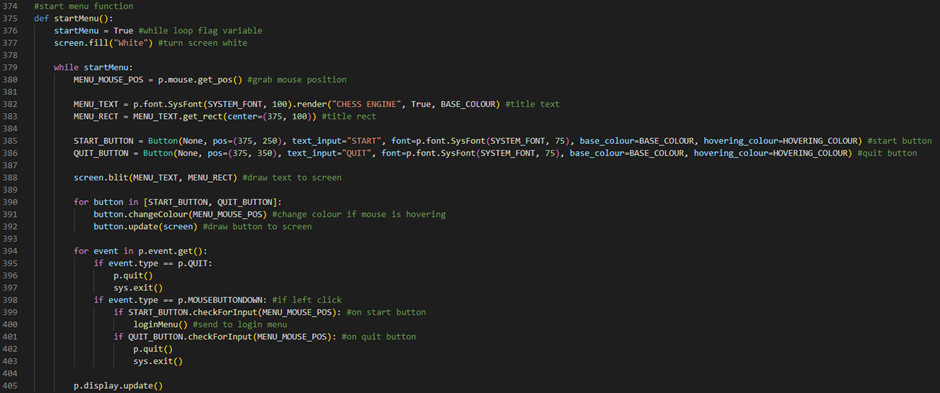 374 #start menu function
375 def startMenu():
376     startMenu = True #while loop flag variable
377     screen.fill("White") #turn screen white
378
379     while startMenu:
380         MENU_MOUSE_POS = p.mouse.get_pos() #grab mouse position
381
382         MENU_TEXT = p.font.SysFont(SYSTEM_FONT, 100).render("CHESS ENGINE", True, BASE_COLOUR) #title text
383         MENU_RECT = MENU_TEXT.get_rect(center=(375, 100)) #title rect
384
385         START_BUTTON = Button(None, pos=(375, 250), text_input="START", font=p.font.SysFont(SYSTEM_FONT, 75), base_colour=BASE_COLOUR, hovering_colour=HOVERING_COLOUR) #start button
386         QUIT_BUTTON = Button(None, pos=(375, 350), text_input="QUIT", font=p.font.SysFont(SYSTEM_FONT, 75), base_colour=BASE_COLOUR, hovering_colour=HOVERING_COLOUR) #quit button
387
388         screen.blit(MENU_TEXT, MENU_RECT) #draw text to screen
389
390         for button in [START_BUTTON, QUIT_BUTTON]:
391             button.changeColour(MENU_MOUSE_POS) #change colour if mouse is hovering
392             button.update(screen) #draw button to screen
393
394         for event in p.event.get():
395             if event.type == p.QUIT:
396                 p.quit()
397                 sys.exit()
398             if event.type == p.MOUSEBUTTONDOWN: #if left click
399                 if START_BUTTON.checkForInput(MENU_MOUSE_POS): #on start button
400                     loginMenu() #send to login menu
401                 if QUIT_BUTTON.checkForInput(MENU_MOUSE_POS): #on quit button
402                     p.quit()
403                     sys.exit()
404
405         p.display.update()